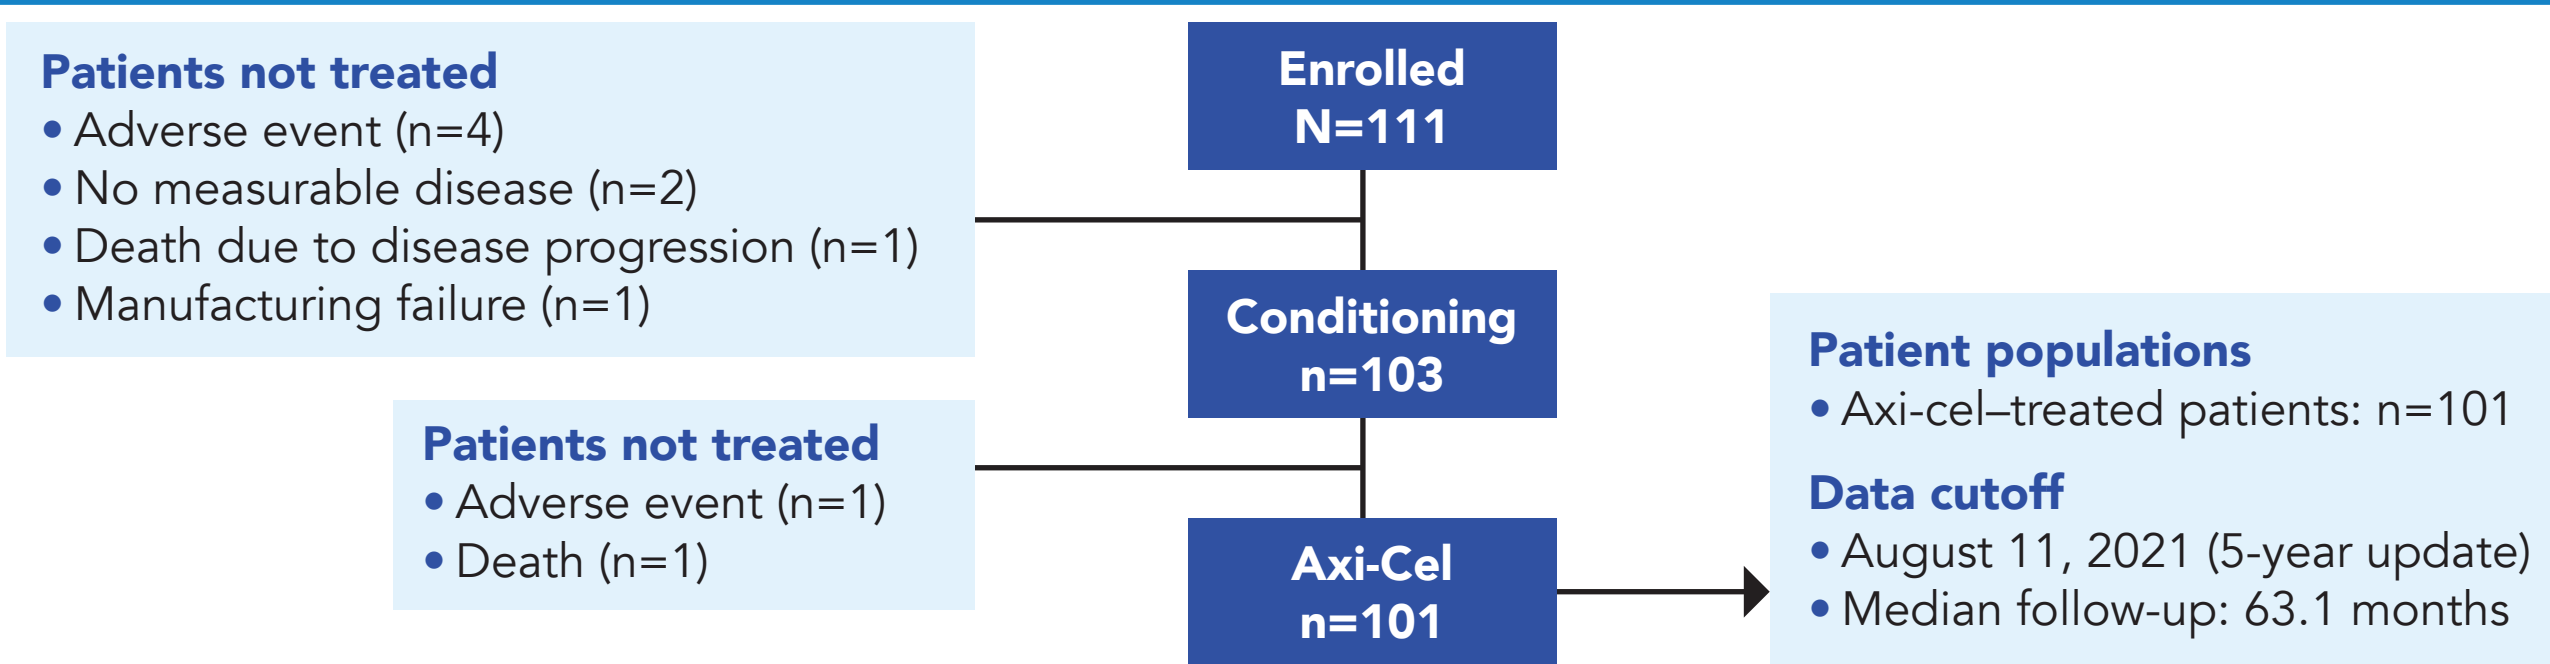 Patients not treated
• Adverse event (n=4)
• No measurable disease (n=2)
• Death due to disease progression (n=1)
• Manufacturing failure (n=1)
Enrolled
N=111
Conditioning
n=103
Patients not treated
• Adverse event (n=1)
• Death (n=1)
Axi-Cel
n=101
Patient populations
• Axi-cel–treated patients: n=101
Data cutoff
• August 11, 2021 (5-year update)
• Median follow-up: 63.1 months